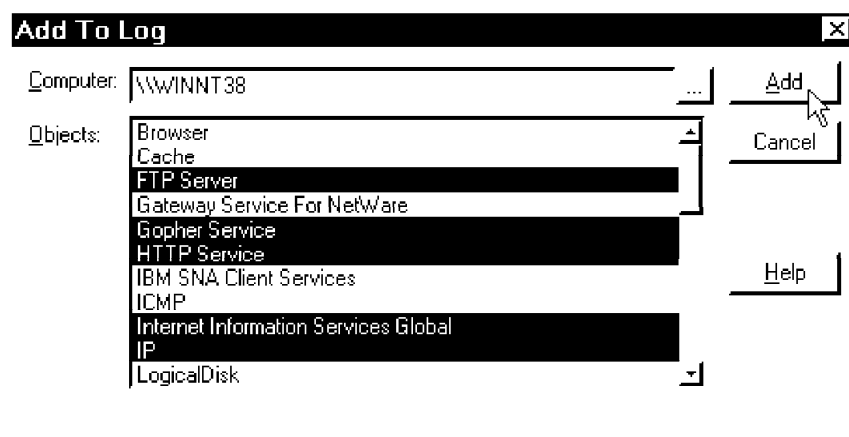 Add To Log
Computer: \\WINNT38 ... Add
Objects: Browser Cancel
Cache
FTP Server
Gateway Service For NetWare
Gopher Service
HTTP Service
IBM SNA Client Services Help
ICMP
Internet Information Services Global
IP
LogicalDisk